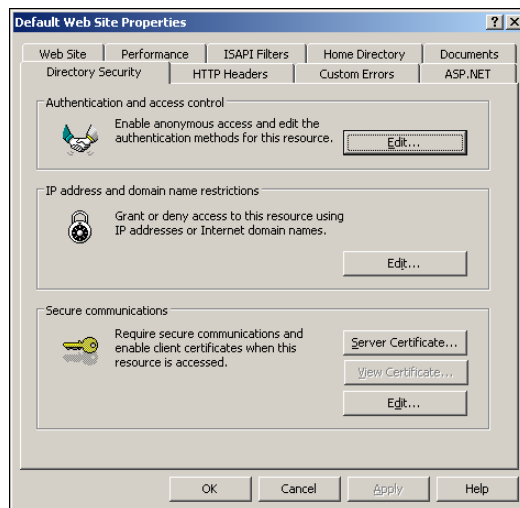 Default Web Site Properties
Web Site Performance ISAPI Filters Home Directory Documents
Directory Security HTTP Headers Custom Errors ASP.NET
Authentication and access control
Enable anonymous access and edit the
authentication methods for this resource.
Edit...
IP address and domain name restrictions
Grant or deny access to this resource using
IP addresses or Internet domain names.
Edit...
Secure communications
Require secure communications and
enable client certificates when this
resource is accessed.
Server Certificate...
View Certificate...
Edit...
OK Cancel Apply Help